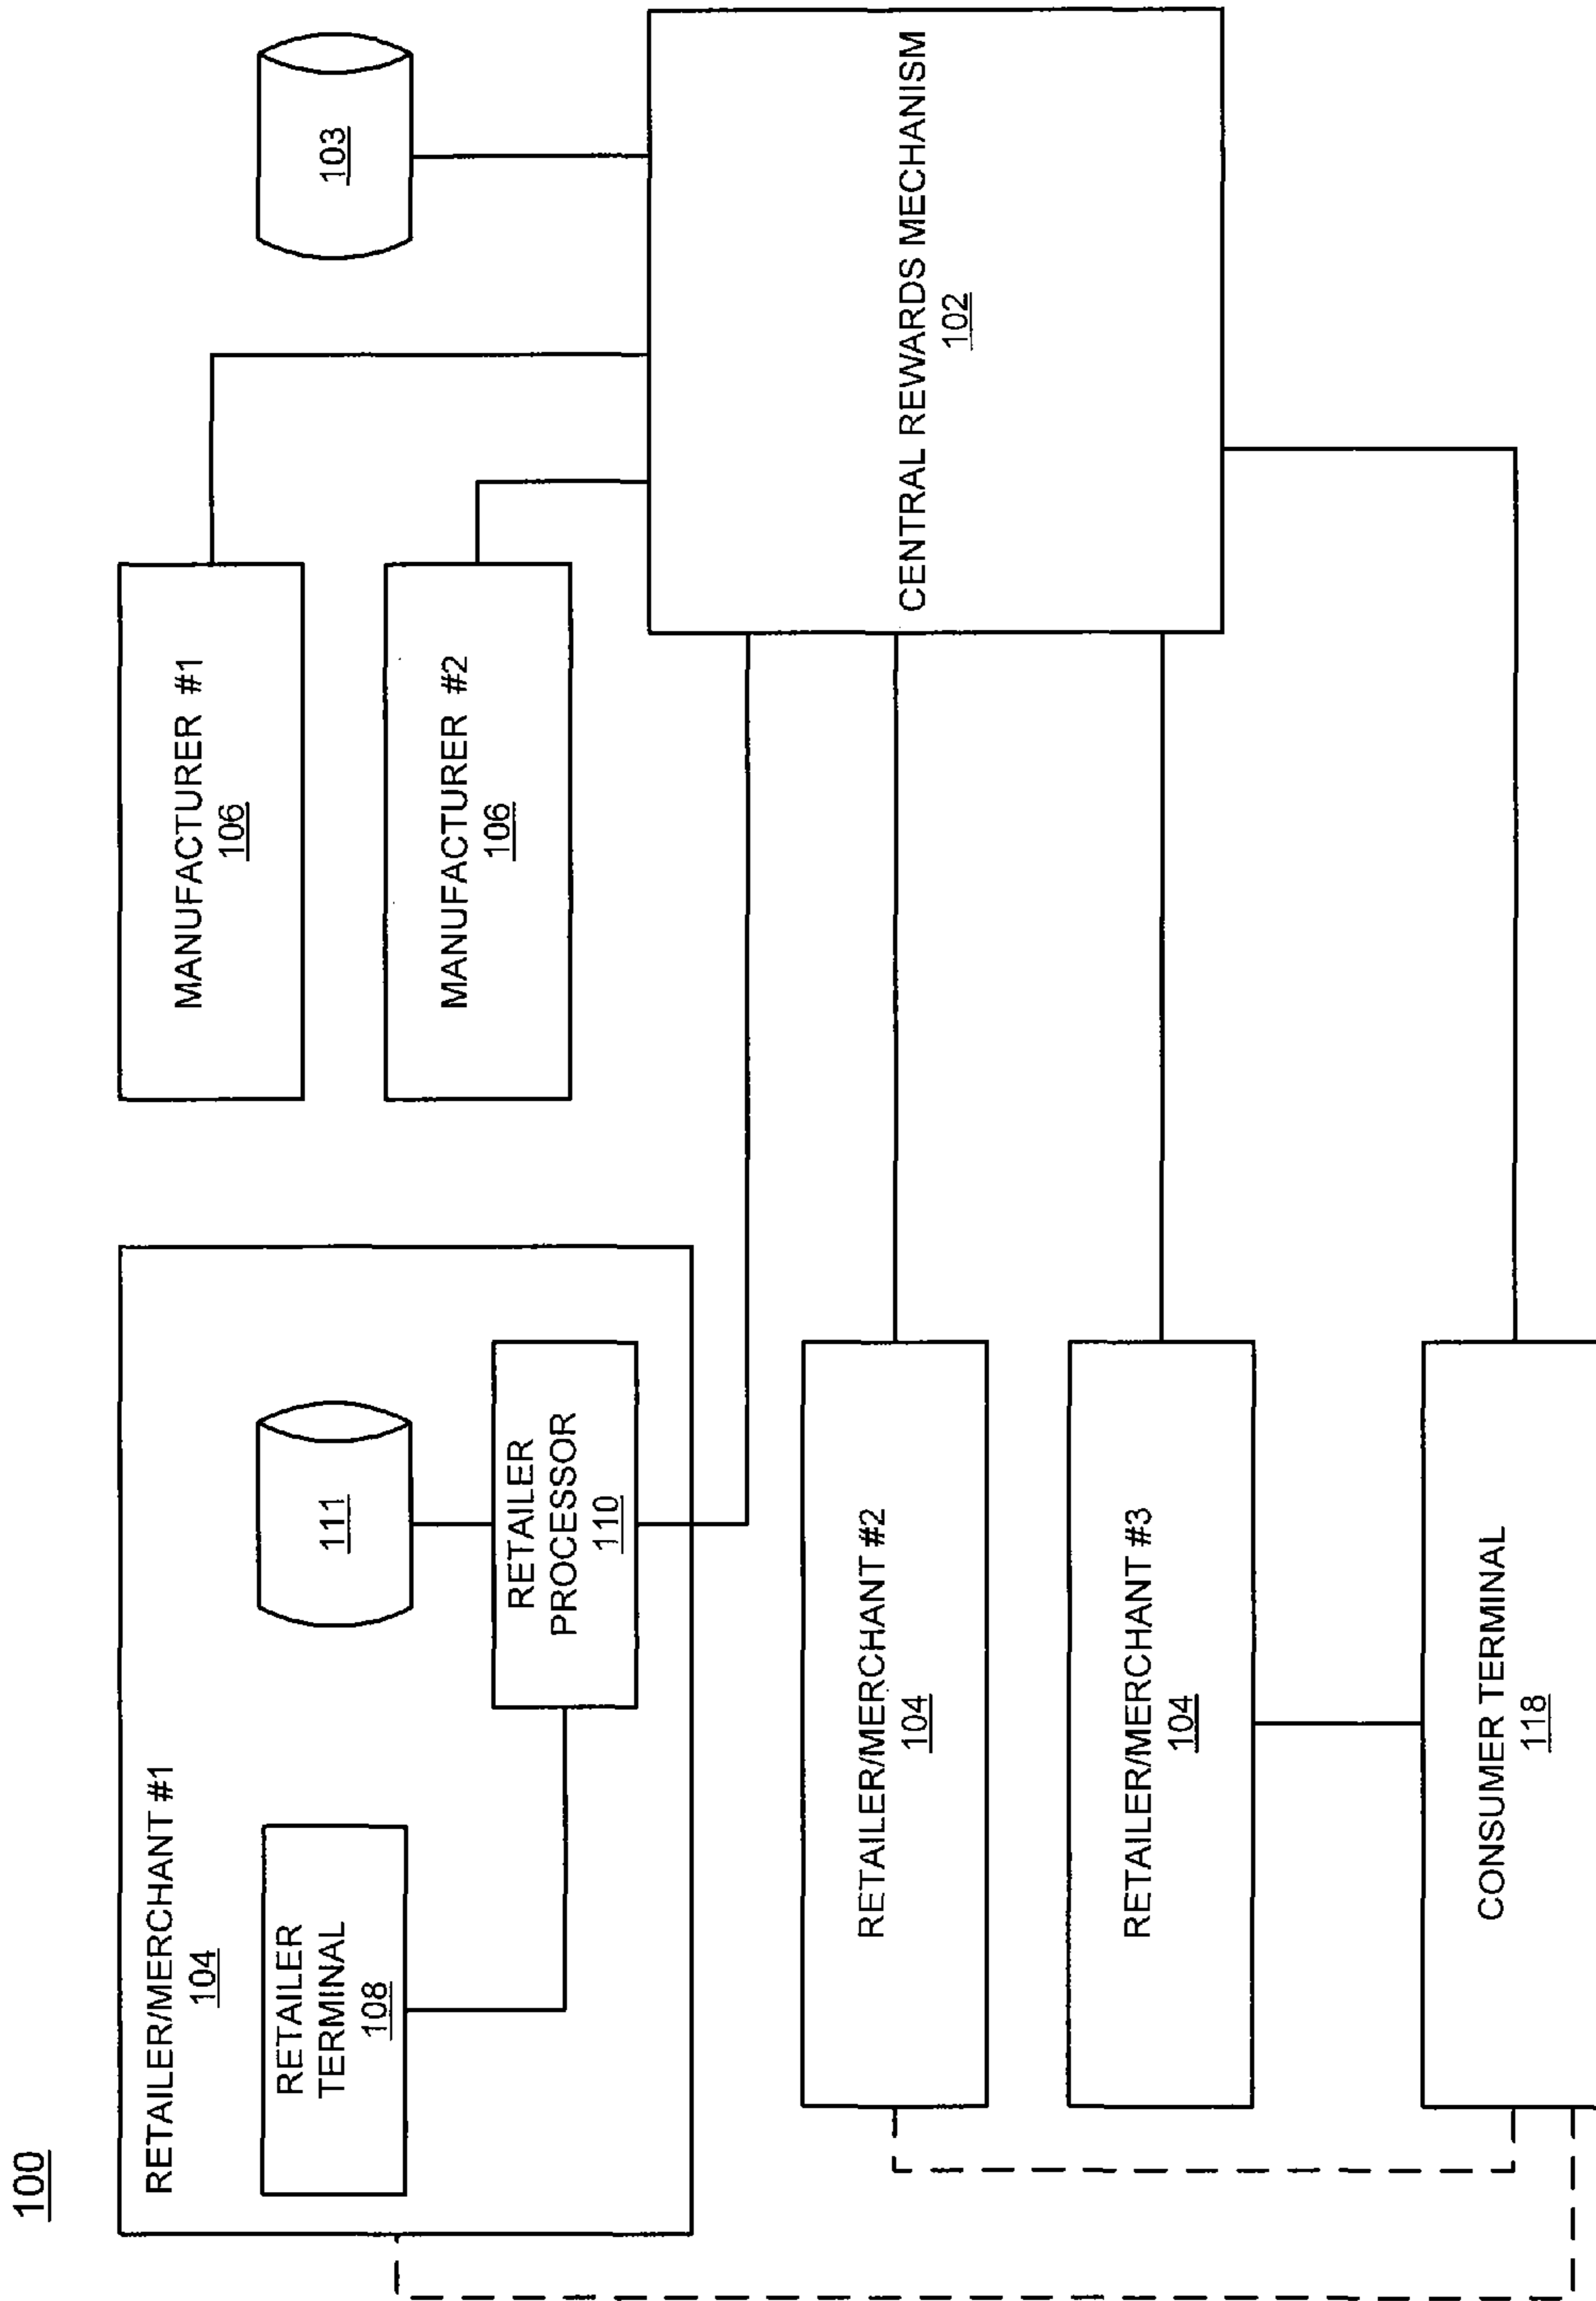 100
RETAILER/MERCHANT #1
104
RETAILER
TERMINAL
108
111
RETAILER
PROCESSOR
110
MANUFACTURER #1
106
MANUFACTURER #2
106
103
CENTRAL REWARDS MECHANISM
102
RETAILER/MERCHANT #2
104
RETAILER/MERCHANT #3
104
CONSUMER TERMINAL
118